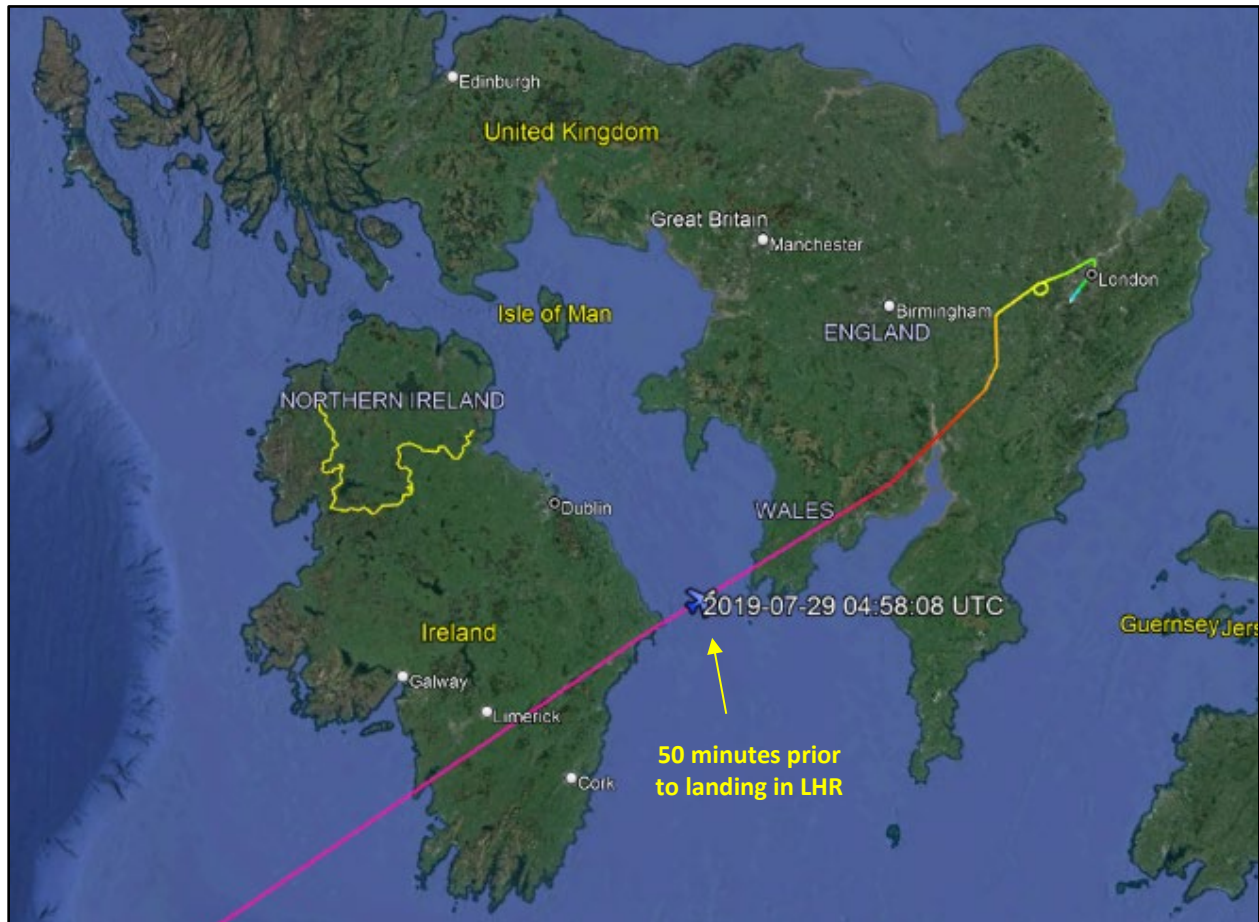 Edinburgh
United Kingdom
Great Britain
Manchester
London
Isle of Man
Birmingham
ENGLAND
NORTHERN IRELAND
Dublin
WALES
2019-07-29 04:58:08 UTC
Ireland
Guernsey
Jers
Galway
Limerick
50 minutes prior
to landing in LHR
Cork